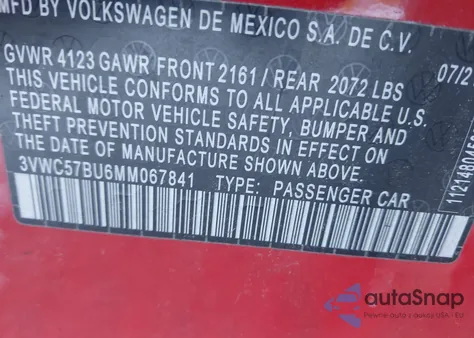 MFD BY VOLKSWAGEN DE MEXICO S.A. DE C.V.
GVWR 4123 GAWR FRONT 2161 / REAR 2072 LBS
07/2
THIS VEHICLE CONFORMS TO ALL APPLICABLE U.S.
FEDERAL MOTOR VEHICLE SAFETY, BUMPER, AND
THEFT PREVENTION STANDARDS IN EFFECT ON
THE DATE OF MANUFACTURE SHOWN ABOVE.
3VWC57BU6MM067841 TYPE: PASSENGER CAR
autoSnap